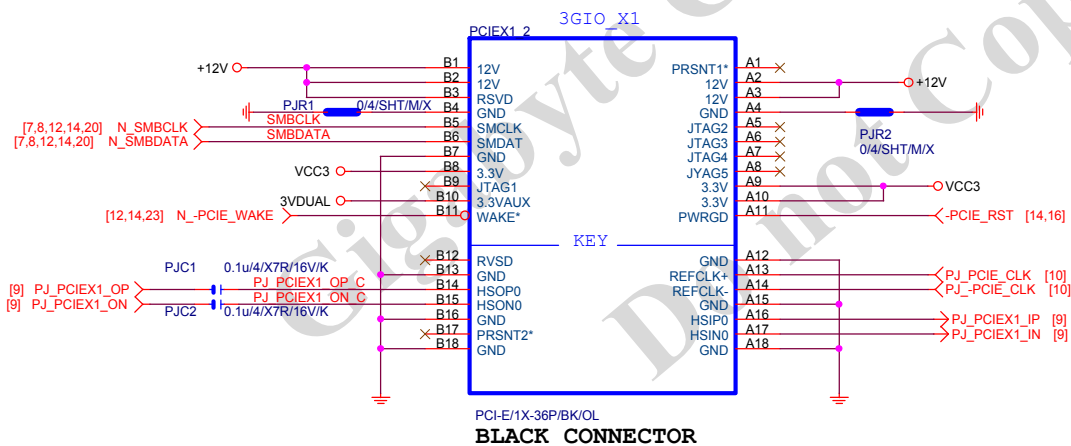 3GIO_X1
PCIEX1_2
+12V
B1 12V PRSNT1* A1
B2 12V 12V A2
B3 RSVD 12V A3
+12V
PJR1 0/4/SHT/M/X
B4 GND GND A4
[7,8,12,14,20] N_SMBCLK SMBCLK B5 SMCLK JTAG2 A5
PJR2
[7,8,12,14,20] N_SMBDATA SMBDATA B6 SMDAT JTAG3 A6
0/4/SHT/M/X
B7 GND JTAG4 A7
VCC3 B8 3.3V JYAG5 A8
B9 JTAG1 3.3V A9 VCC3
3VDUAL B10 3.3VAUX 3.3V A10
[12,14,23] N_-PCIE_WAKE B11 WAKE* PWRGD A11 -PCIE_RST [14,16]
KEY
B12 RVSD GND A12
PJC1 0.1u/4/X7R/16V/K
B13 GND REFCLK+ A13 PJ_PCIE_CLK [10]
[9] PJ_PCIEX1_OP PJ_PCIEX1_OP_C B14 HSOP0 REFCLK- A14 PJ_-PCIE_CLK [10]
[9] PJ_PCIEX1_ON PJ_PCIEX1_ON_C B15 HSON0 GND A15
PJC2 0.1u/4/X7R/16V/K
B16 GND HSIP0 A16 PJ_PCIEX1_IP [9]
B17 PRSNT2* HSIN0 A17 PJ_PCIEX1_IN [9]
B18 GND GND A18
PCI-E/1X-36P/BK/OL
BLACK CONNECTOR
Gigabyte
Do not